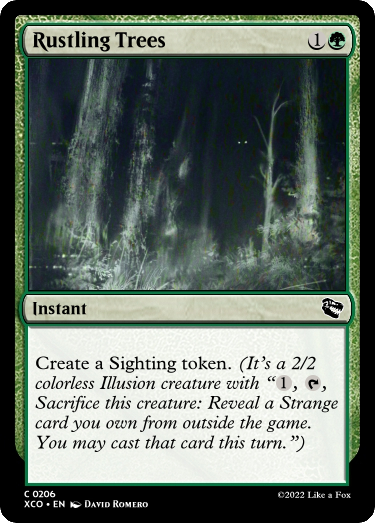 Rustling Trees 1
Instant
Create a Sighting token. (It's a 2/2
colorless Illusion creature with “1, ,
Sacrifice this creature: Reveal a Strange
card you own from outside the game.
You may cast that card this turn.”)
C 0206
XCO • EN David Romero
©2022 Like a Fox